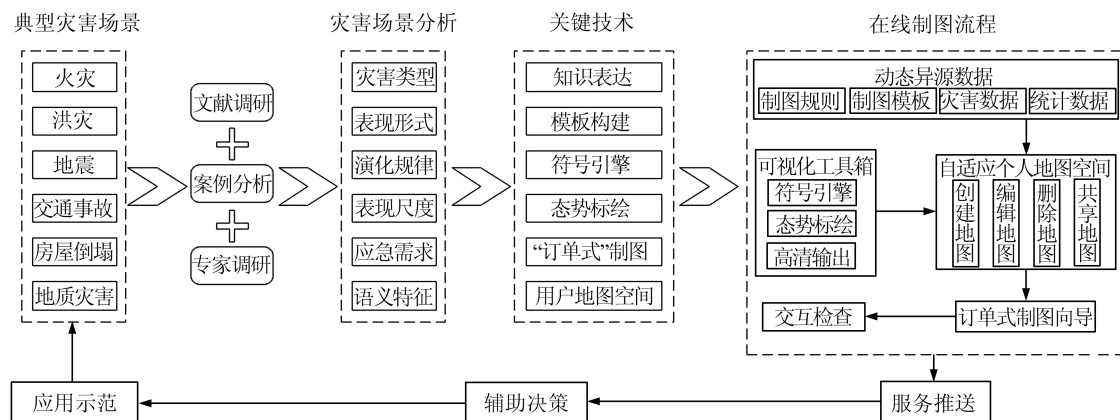 典型灾害场景
火灾
洪灾
地震
交通事故
房屋倒塌
地质灾害
文献调研
案例分析
专家调研
灾害场景分析
灾害类型
表现形式
演化规律
表现尺度
应急需求
语义特征
关键技术
知识表达
模板构建
符号引擎
态势标绘
“订单式”制图
用户地图空间
在线制图流程
动态异源数据
制图规则 制图模板 灾害数据 统计数据
可视化工具箱
符号引擎
态势标绘
高清输出
自适应个人地图空间
创建地图
编辑地图
删除地图
共享地图
交互检查
订单式制图向导
应用示范
辅助决策
服务推送